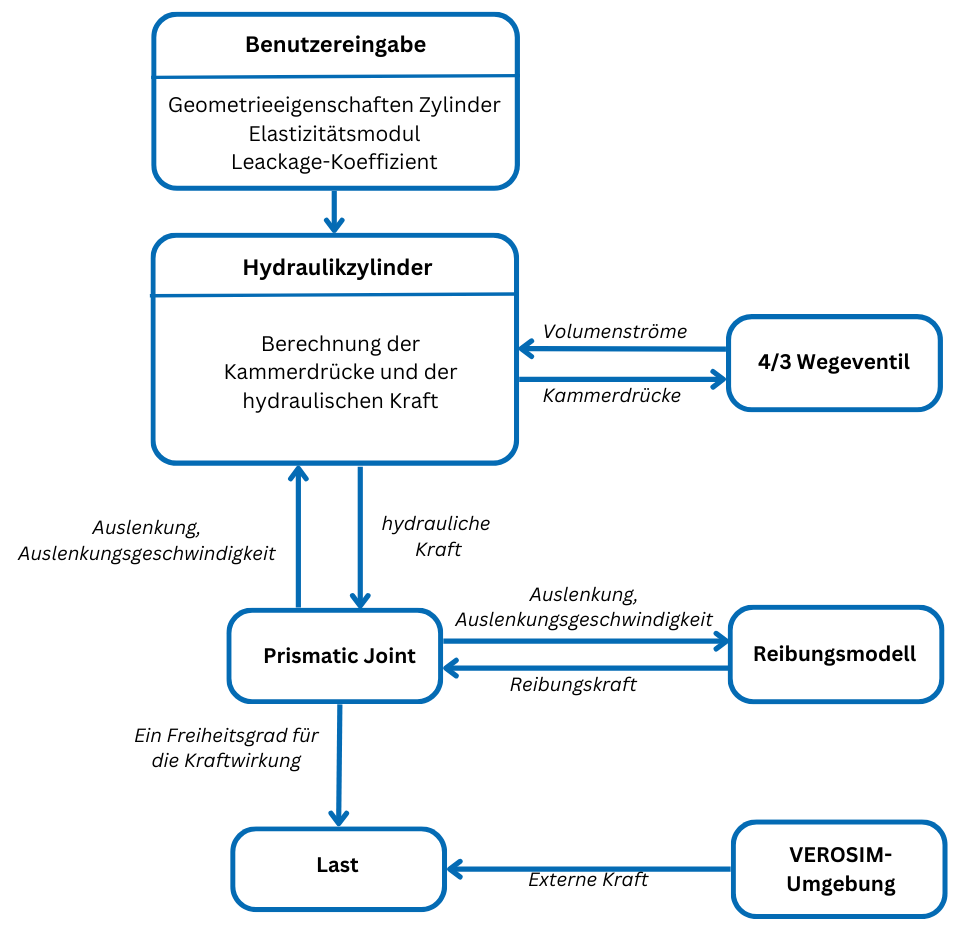 Benutzereingabe
Geometrieeigenschaften Zylinder
Elastizitätsmodul
Leackage-Koeffizient
Hydraulikzylinder
Berechnung der
Kammerdrücke und der
hydraulischen Kraft
Volumenströme
Kammerdrücke
4/3 Wegeventil
Auslenkung,
Auslenkungsgeschwindigkeit
hydrauliche
Kraft
Prismatic Joint
Auslenkung,
Auslenkungsgeschwindigkeit
Reibungskraft
Reibungsmodell
Ein Freiheitsgrad für
die Kraftwirkung
Last
Externe Kraft
VEROSIM-
Umgebung